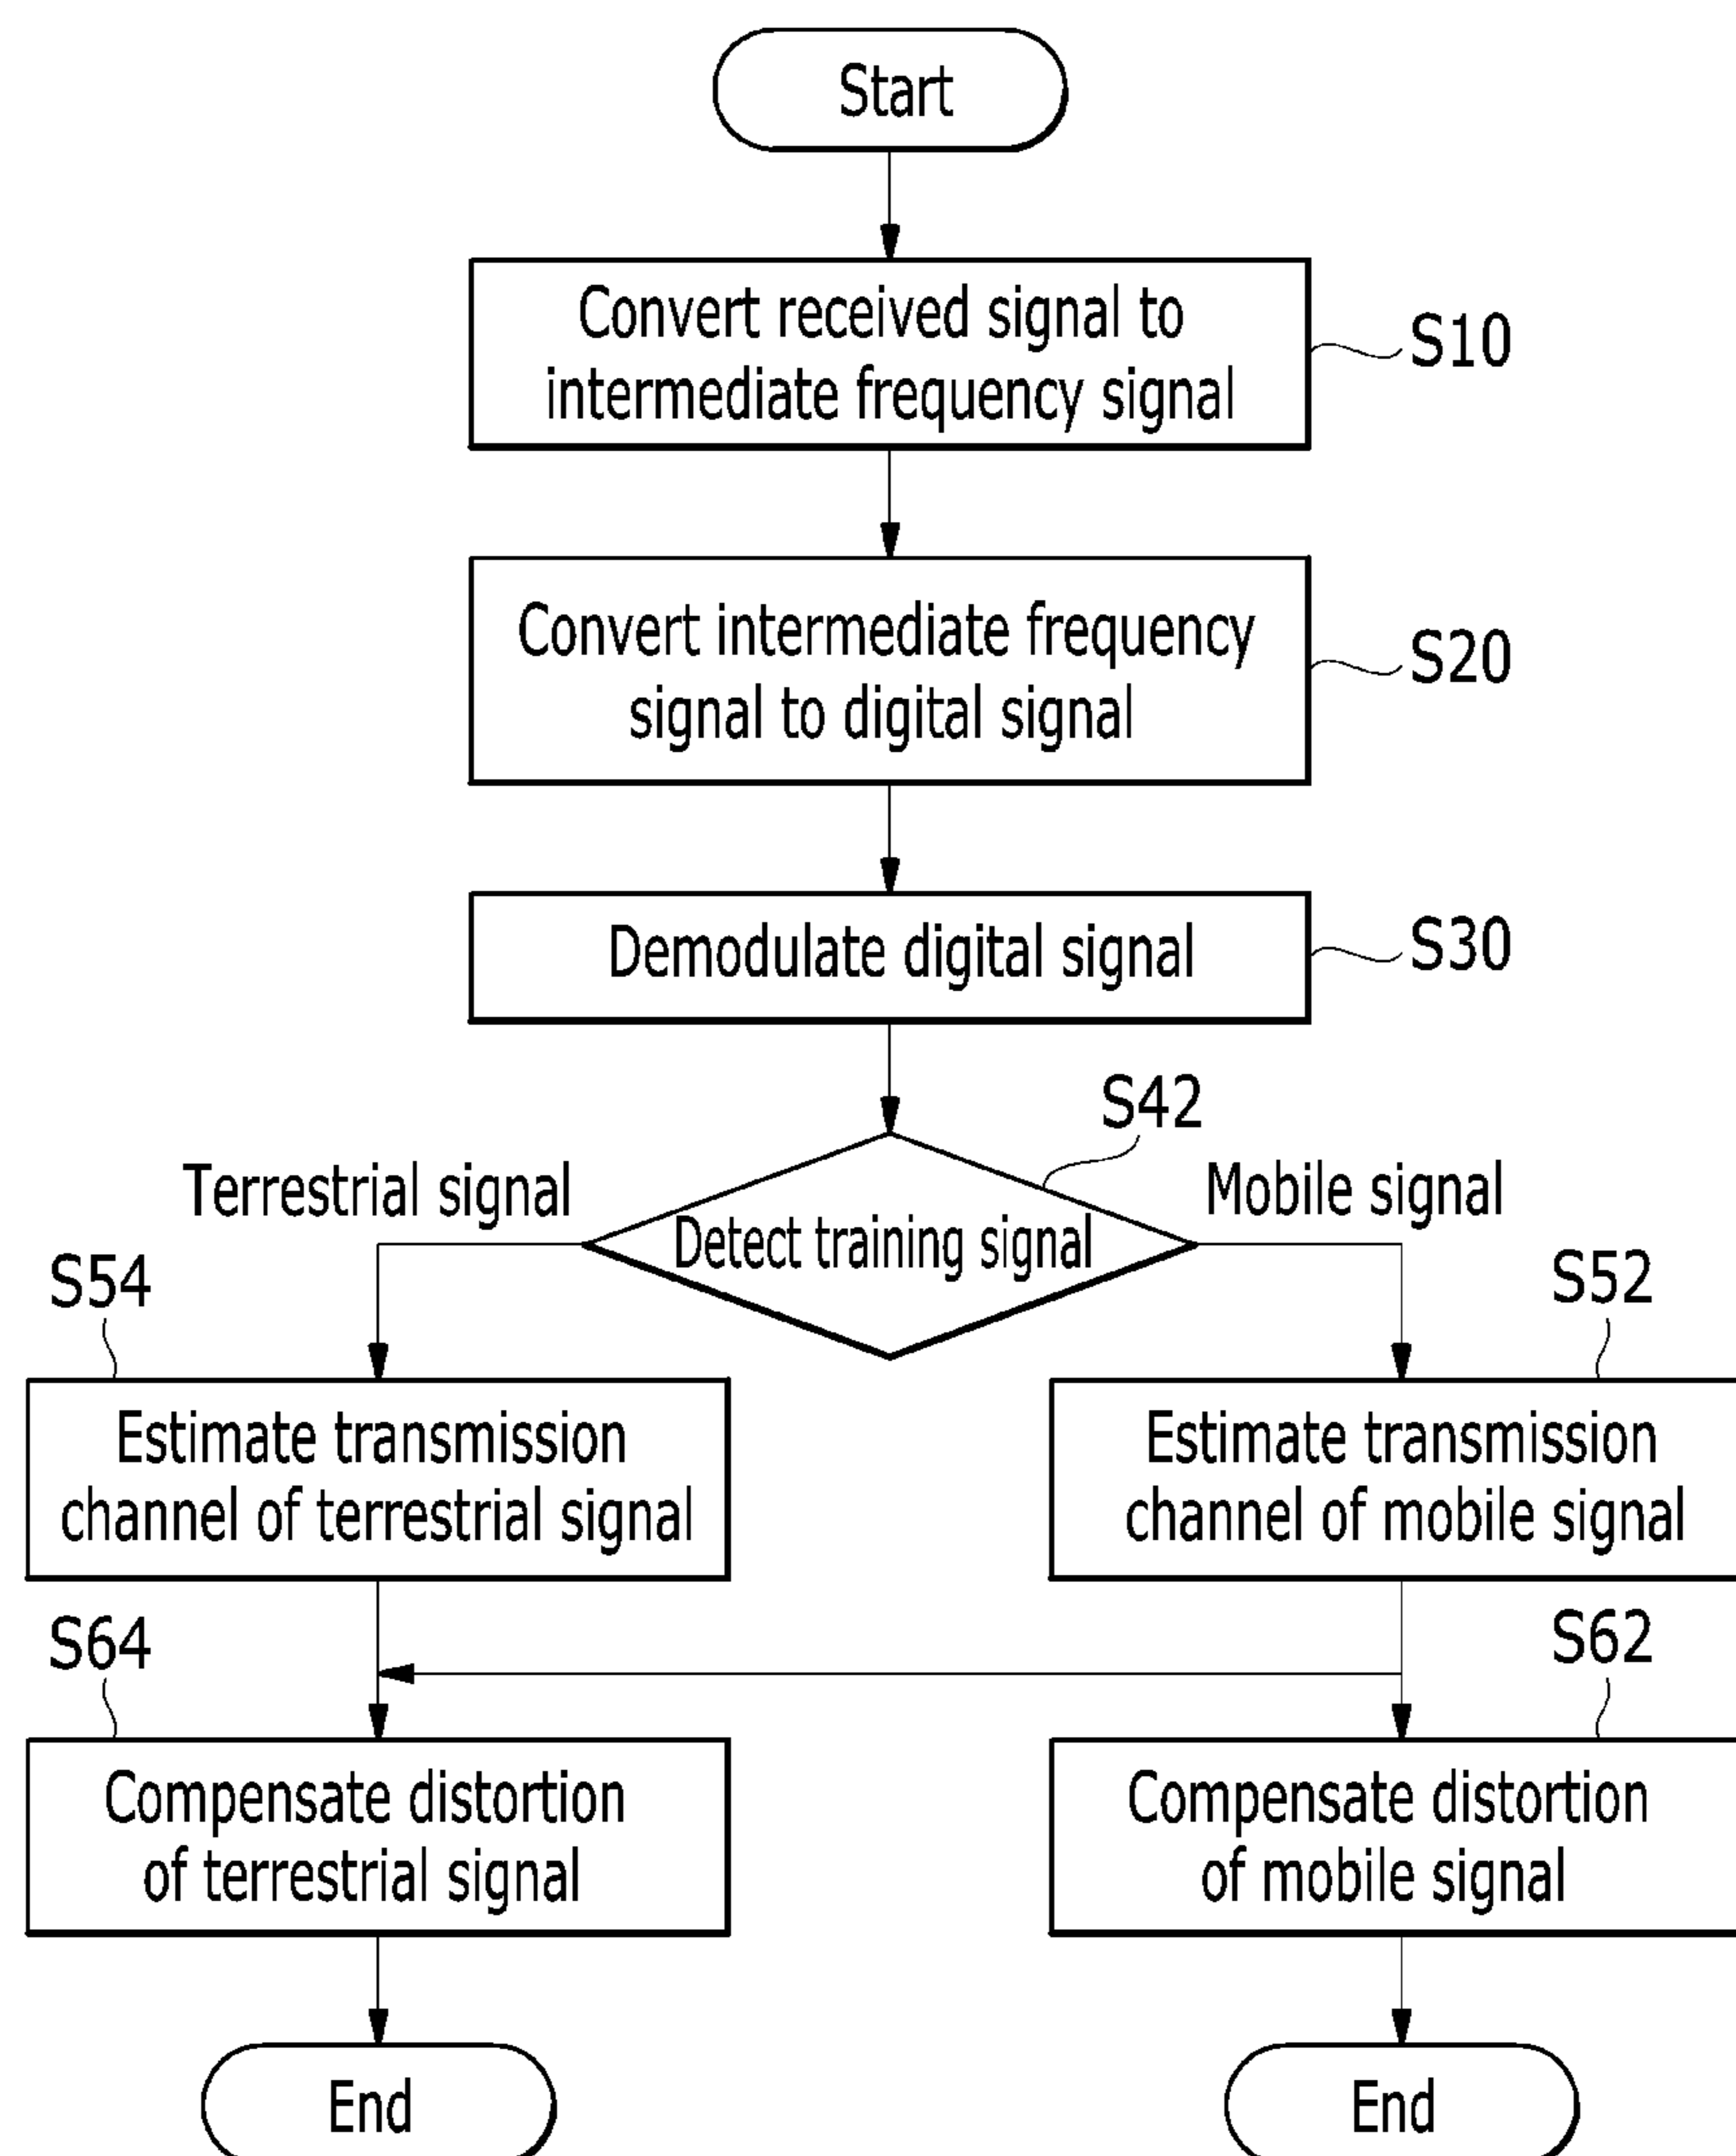 Start
Convert received signal to
intermediate frequency signal
S10
Convert intermediate frequency
signal to digital signal
S20
Demodulate digital signal
S30
S42
Terrestrial signal
Detect training signal
Mobile signal
S54
S52
Estimate transmission
channel of terrestrial signal
Estimate transmission
channel of mobile signal
S64
S62
Compensate distortion
of terrestrial signal
Compensate distortion
of mobile signal
End
End